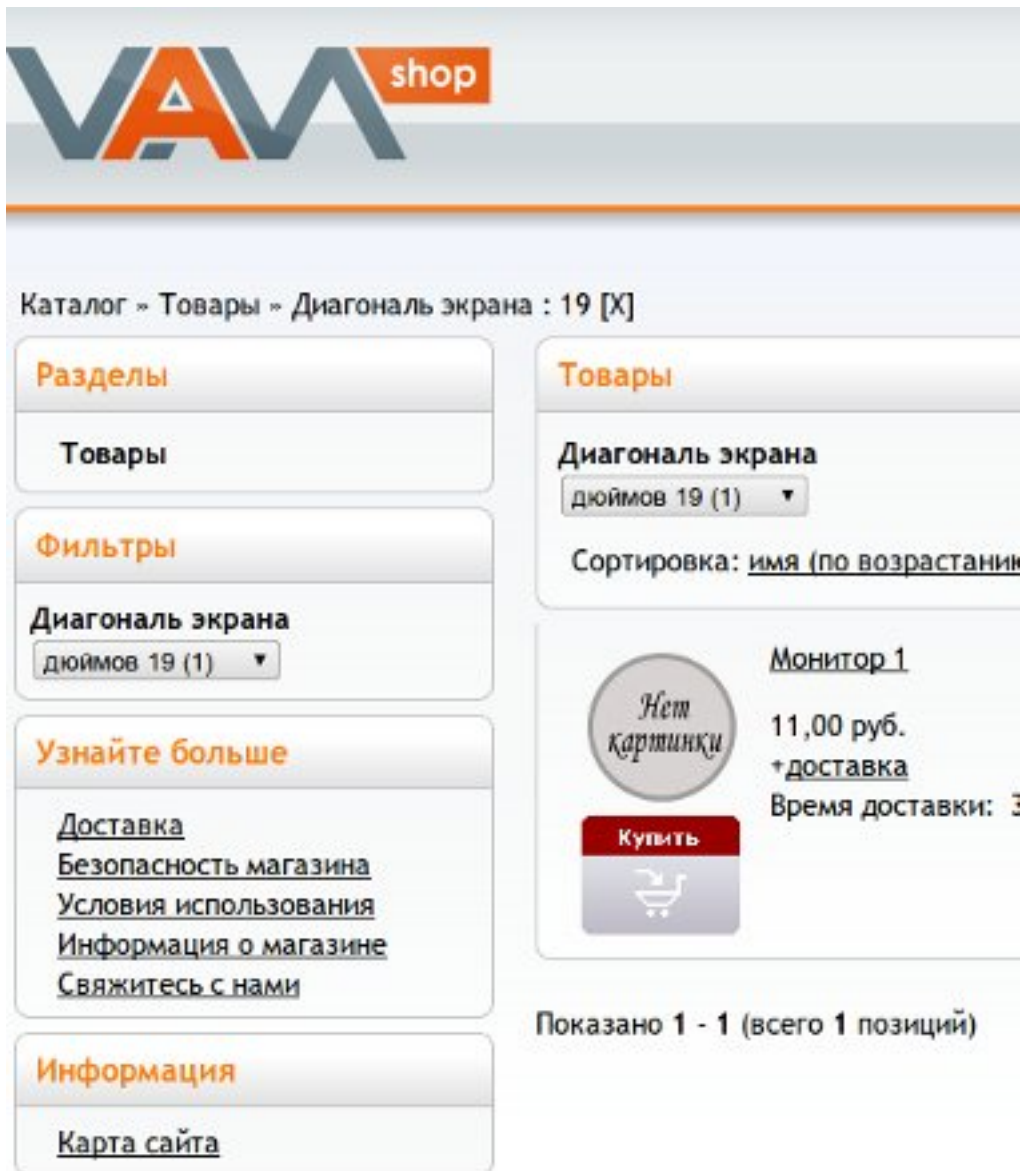 VAM shop
Каталог » Товары » Диагональ экрана : 19 [X]
Разделы
Товары
Фильтры
Диагональ экрана
дюймов 19 (1)
Узнайте больше
Доставка
Безопасность магазина
Условия использования
Информация о магазине
Свяжитесь с нами
Информация
Карта сайта
Товары
Диагональ экрана
дюймов 19 (1)
Сортировка: имя (по
Нет
картинки
Купить
Монитор 1
11,00 руб.
+доставка
Время доставки:
Показано 1 - 1 (всего 1 позиций)